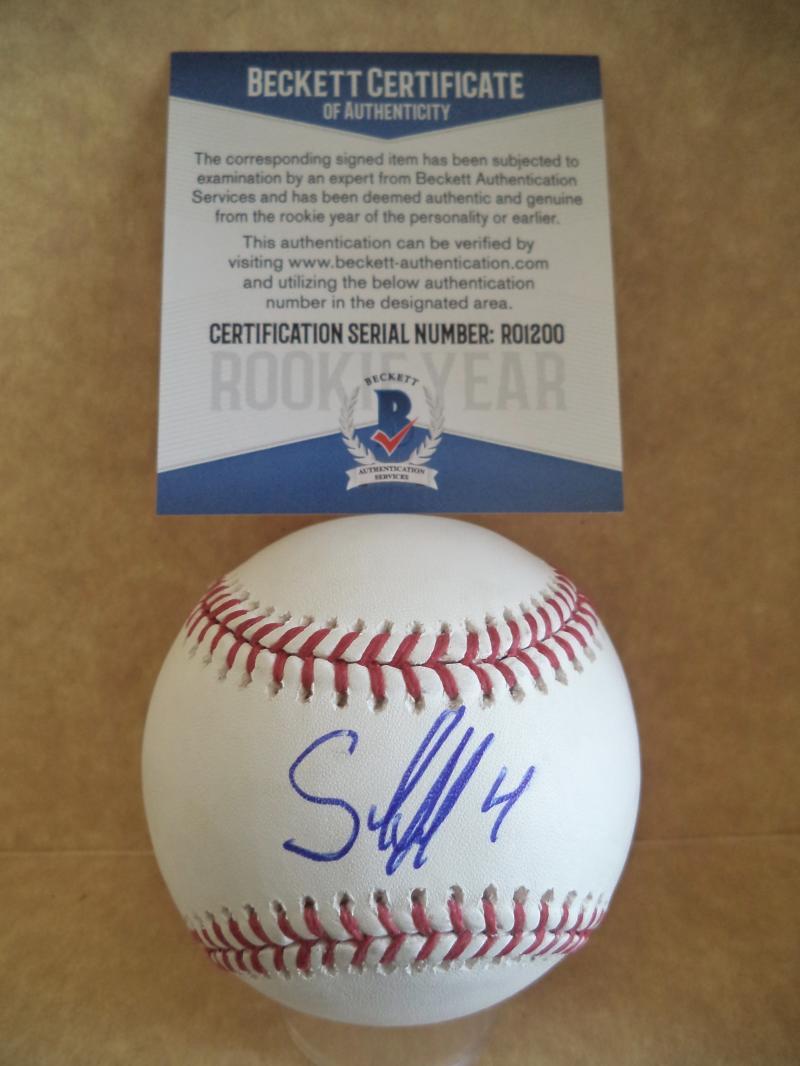 BECKETT CERTIFICATE
OF AUTHENTICITY
The corresponding signed item has been subjected to
examination by an expert from Beckett Authentication
Services and has been deemed authentic and genuine
from the rookie year of the personality or earlier.
This authentication can be verified by
visiting www.beckett-authentication.com
and utilizing the below authentication
number in the designated area.
CERTIFICATION SERIAL NUMBER: R01200
ROOKIE YEAR
BECKETT
B
AUTHENTICATION
SERVICES
4